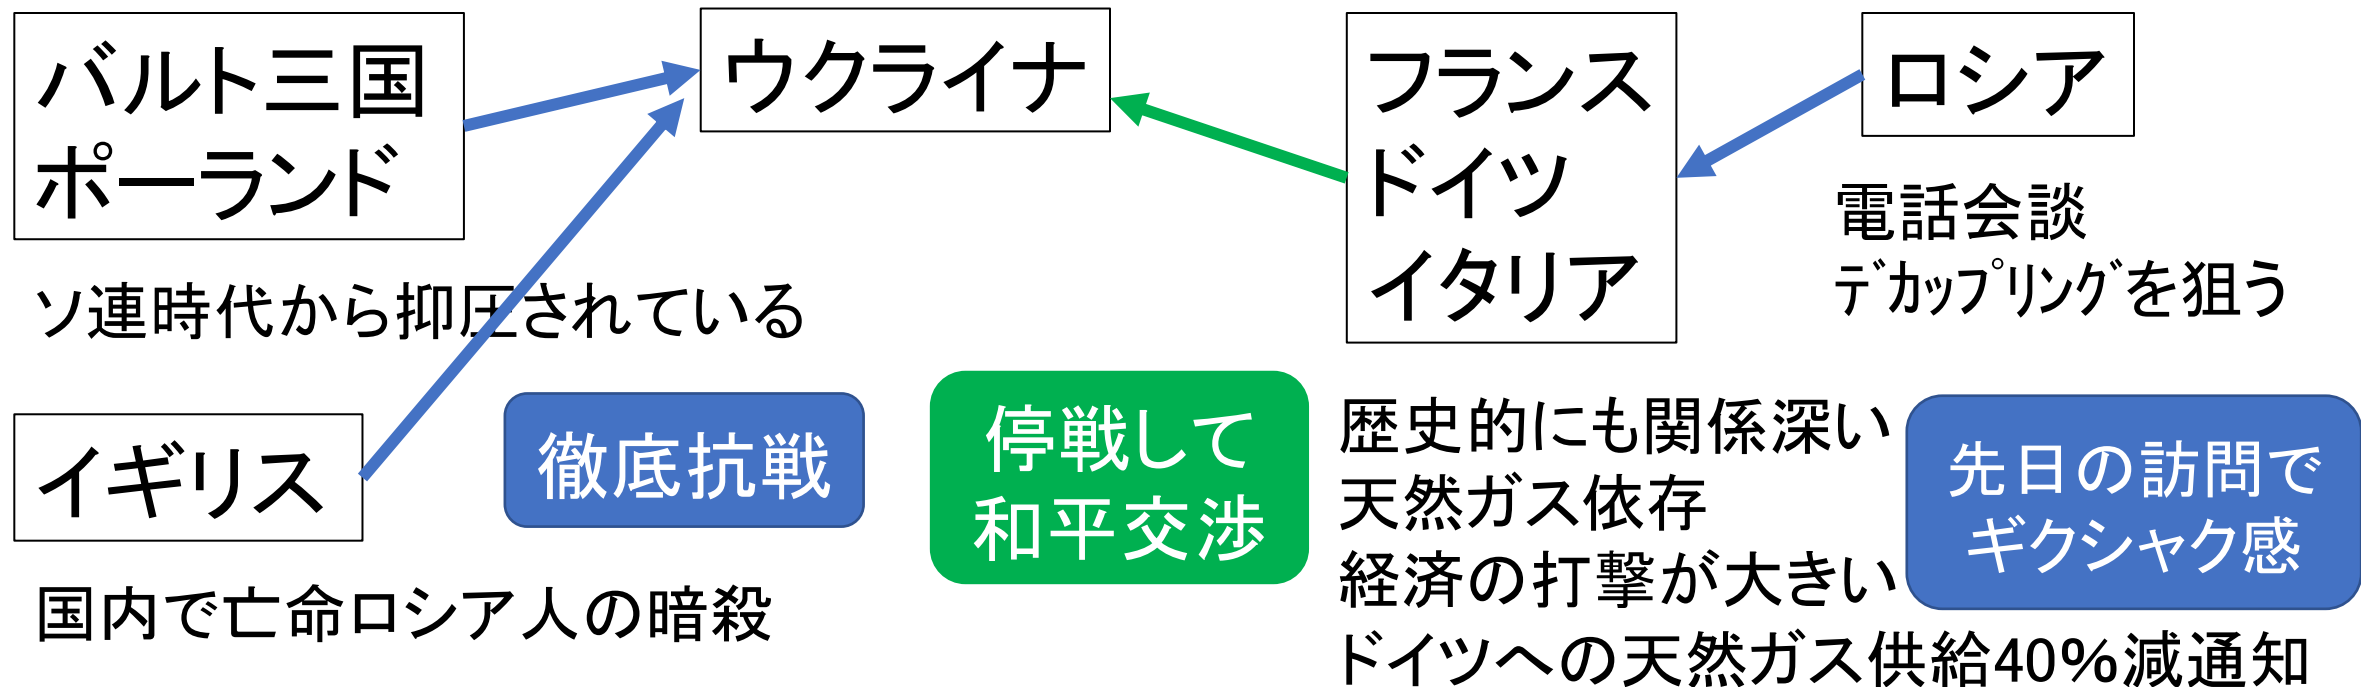 バルト三国
ポーランド
ソ連時代から抑圧されている
イギリス
国内で亡命ロシア人の暗殺
ウクライナ
徹底抗戦
停戦して
和平交渉
フランス
ドイツ
イタリア
歴史的にも関係深い
天然ガス依存
経済の打撃が大きい
ドイツへの天然ガス供給40%減通知
ロシア
電話会談
ﾃﾞカップリングを狙う
先日の訪問で
ギクシャク感